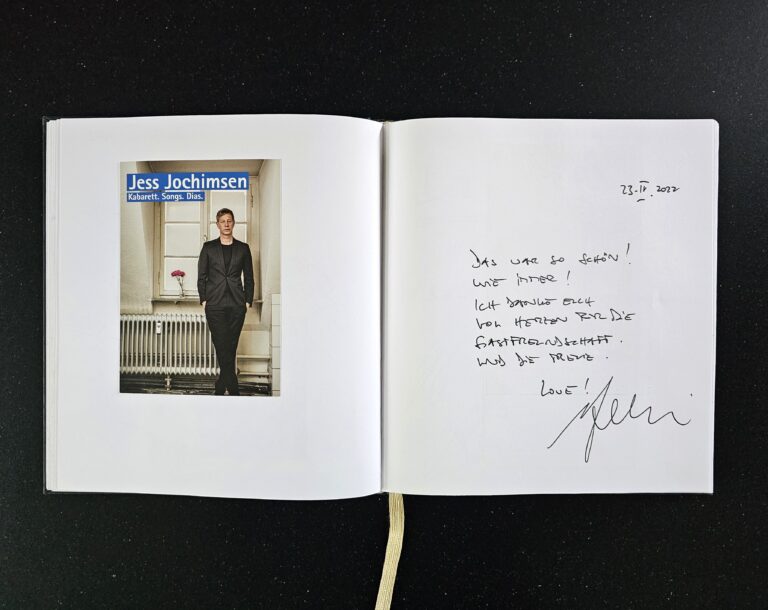 Jess Jochimsen
Kabarett. Songs. Dias.
23.IV.2022
DAS WAR SO SCHÖN!
WIE IMMER!
ICH DANKE EUCH
VON HERZEN FÜR DIE
GASTFREUNDSCHAFT.
UND DIE TREUE.
LOVE!